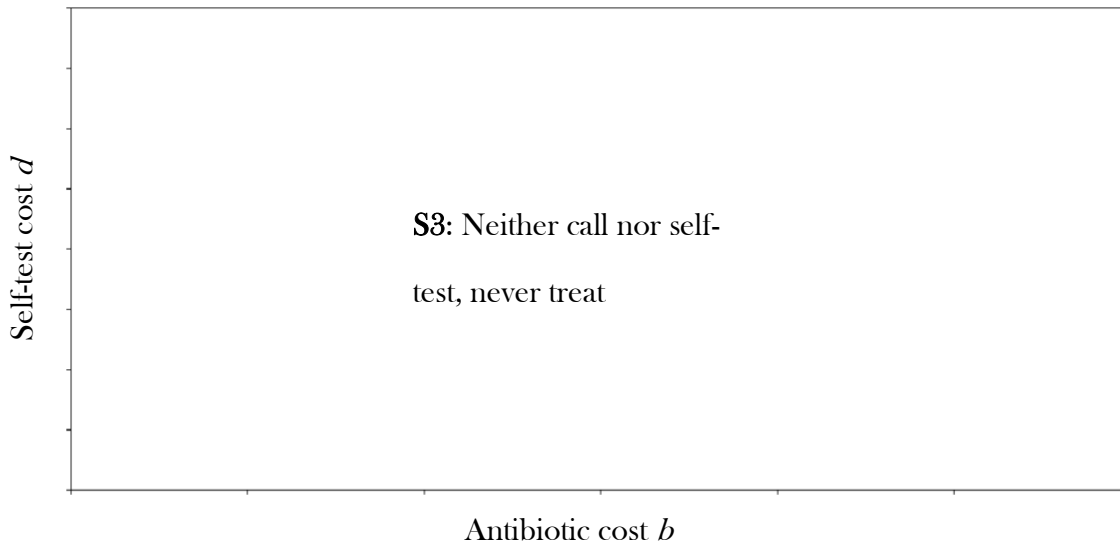 Self-test cost d
S3: Neither call nor self-
test, never treat
Antibiotic cost b